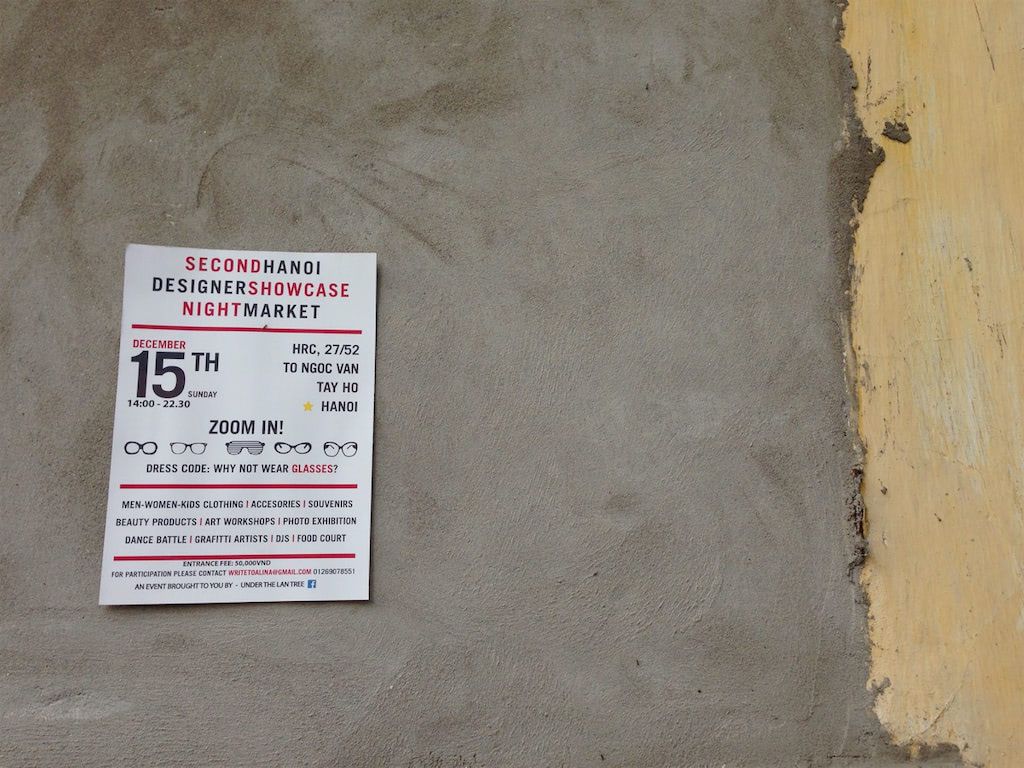 SECONDHANOI
DESIGNERSHOWCASE
NIGHTMARKET
DECEMBER
15TH
SUNDAY
14:00 - 22.30
HRC, 27/52
TO NGOC VAN
TAY HO
HANOI
ZOOM IN!
DRESS CODE: WHY NOT WEAR GLASSES?
MEN-WOMEN-KIDS CLOTHING | ACCESORIES | SOUVENIRS
BEAUTY PRODUCTS | ART WORKSHOPS | PHOTO EXHIBITION
DANCE BATTLE | GRAFITTI ARTISTS | DJS | FOOD COURT
ENTRANCE FEE: 50,000VND
FOR PARTICIPATION PLEASE CONTACT WRITETOALINA@GMAIL.COM 01269078551
AN EVENT BROUGHT TO YOU BY - UNDER THE LAN TREE f